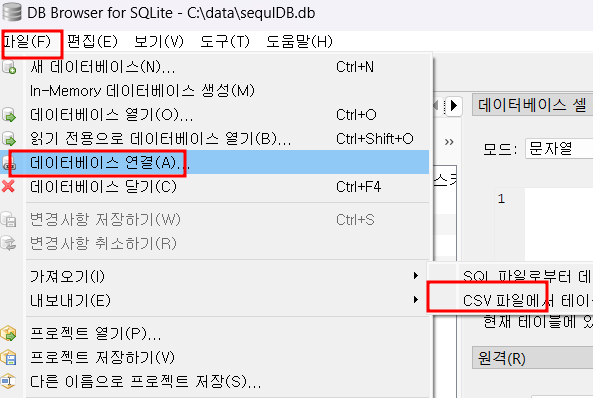 DB Browser for SQLite - C:\data\sequlDB.db
파일(F) 편집(E) 보기(V) 도구(T) 도움말(H)
새 데이터베이스(N)... Ctrl+N
In-Memory 데이터베이스 생성(M)
데이터베이스 열기(O)... Ctrl+O
데이터베이스 셀
읽기 전용으로 데이터베이스 열기(B)... Ctrl+Shift+O
모드: 문자열
데이터베이스 연결(A)...
데이터베이스 닫기(C) Ctrl+F4
1
변경사항 저장하기(W) Ctrl+S
변경사항 취소하기(R)
가져오기(I)
SQL 파일로부터 데
내보내기(E)
CSV 파일에서 테이
현재 테이블에 있
프로젝트 열기(P)...
프로젝트 저장하기(V)
원격(R)
다른 이름으로 프로젝트 저장(S)...